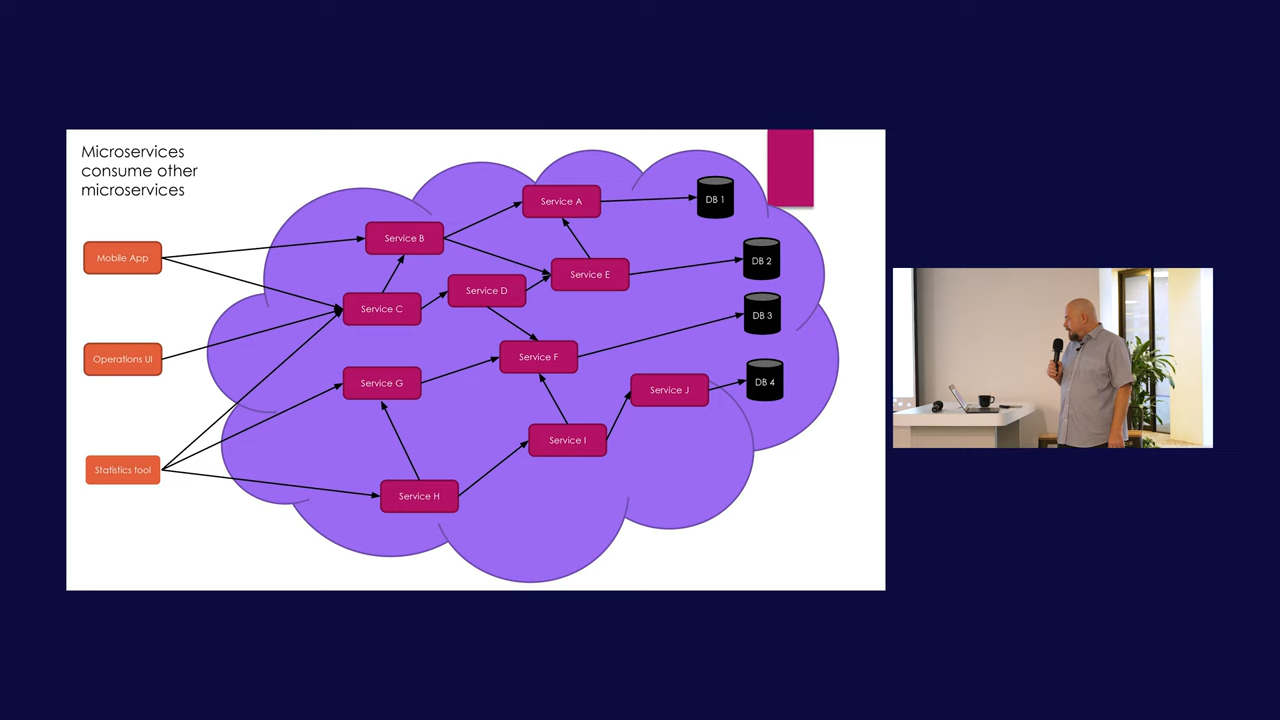 Microservices
consume other
microservices
Service A
DB 1
Service B
Mobile App
DB 2
Service E
Service D
Service C
DB 3
Operations UI
Service F
Service G
Service J
DB 4
Service I
Statistics tool
Service H